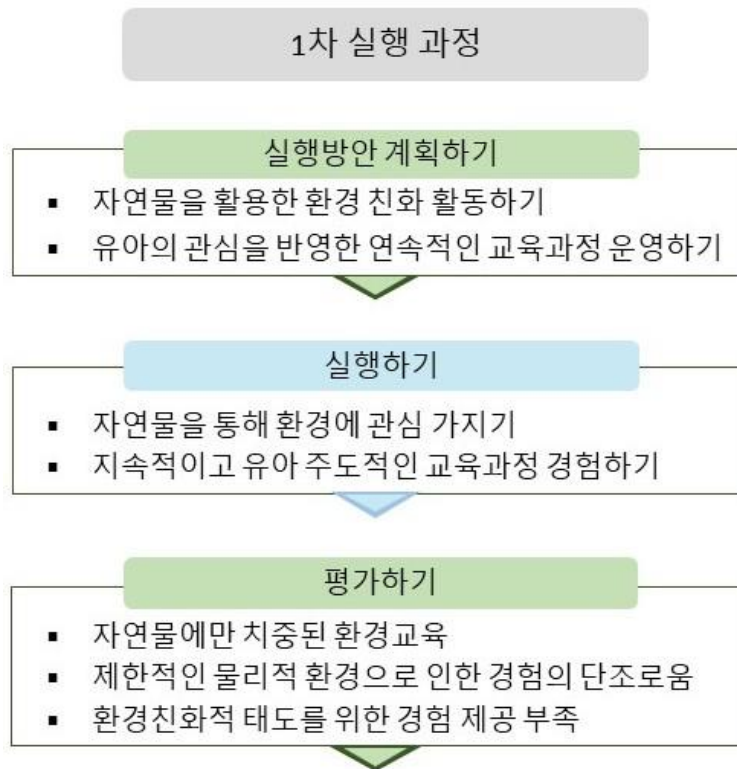 1차 실행 과정
실행방안 계획하기
▪ 자연물을 활용한 환경 친화 활동하기
▪ 유아의 관심을 반영한 연속적인 교육과정 운영하기
실행하기
▪ 자연물을 통해 환경에 관심 가지기
▪ 지속적이고 유아 주도적인 교육과정 경험하기
평가하기
▪ 자연물에만 치중된 환경교육
▪ 제한적인 물리적 환경으로 인한 경험의 단조로움
▪ 환경친화적 태도를 위한 경험 제공 부족